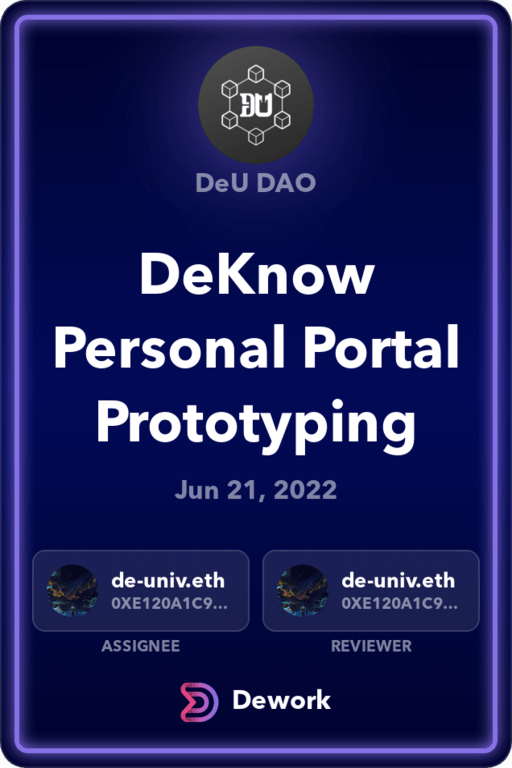 DU
DeU DAO
DeKnow
Personal Portal
Prototyping
Jun 21, 2022
de-univ.eth
0XE120A1C9...
ASSIGNEE
de-univ.eth
0XE120A1C9...
REVIEWER
Dework